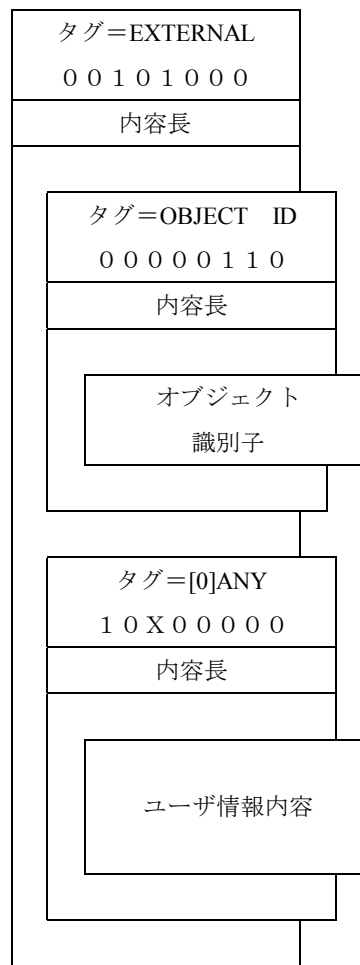 タグ＝EXTERNAL
００１０１０００
内容長
タグ＝OBJECT　ID
０００００１１０
内容長
オブジェクト
識別子
タグ＝[0]ANY
１０Ｘ０００００
内容長
ユーザ情報内容